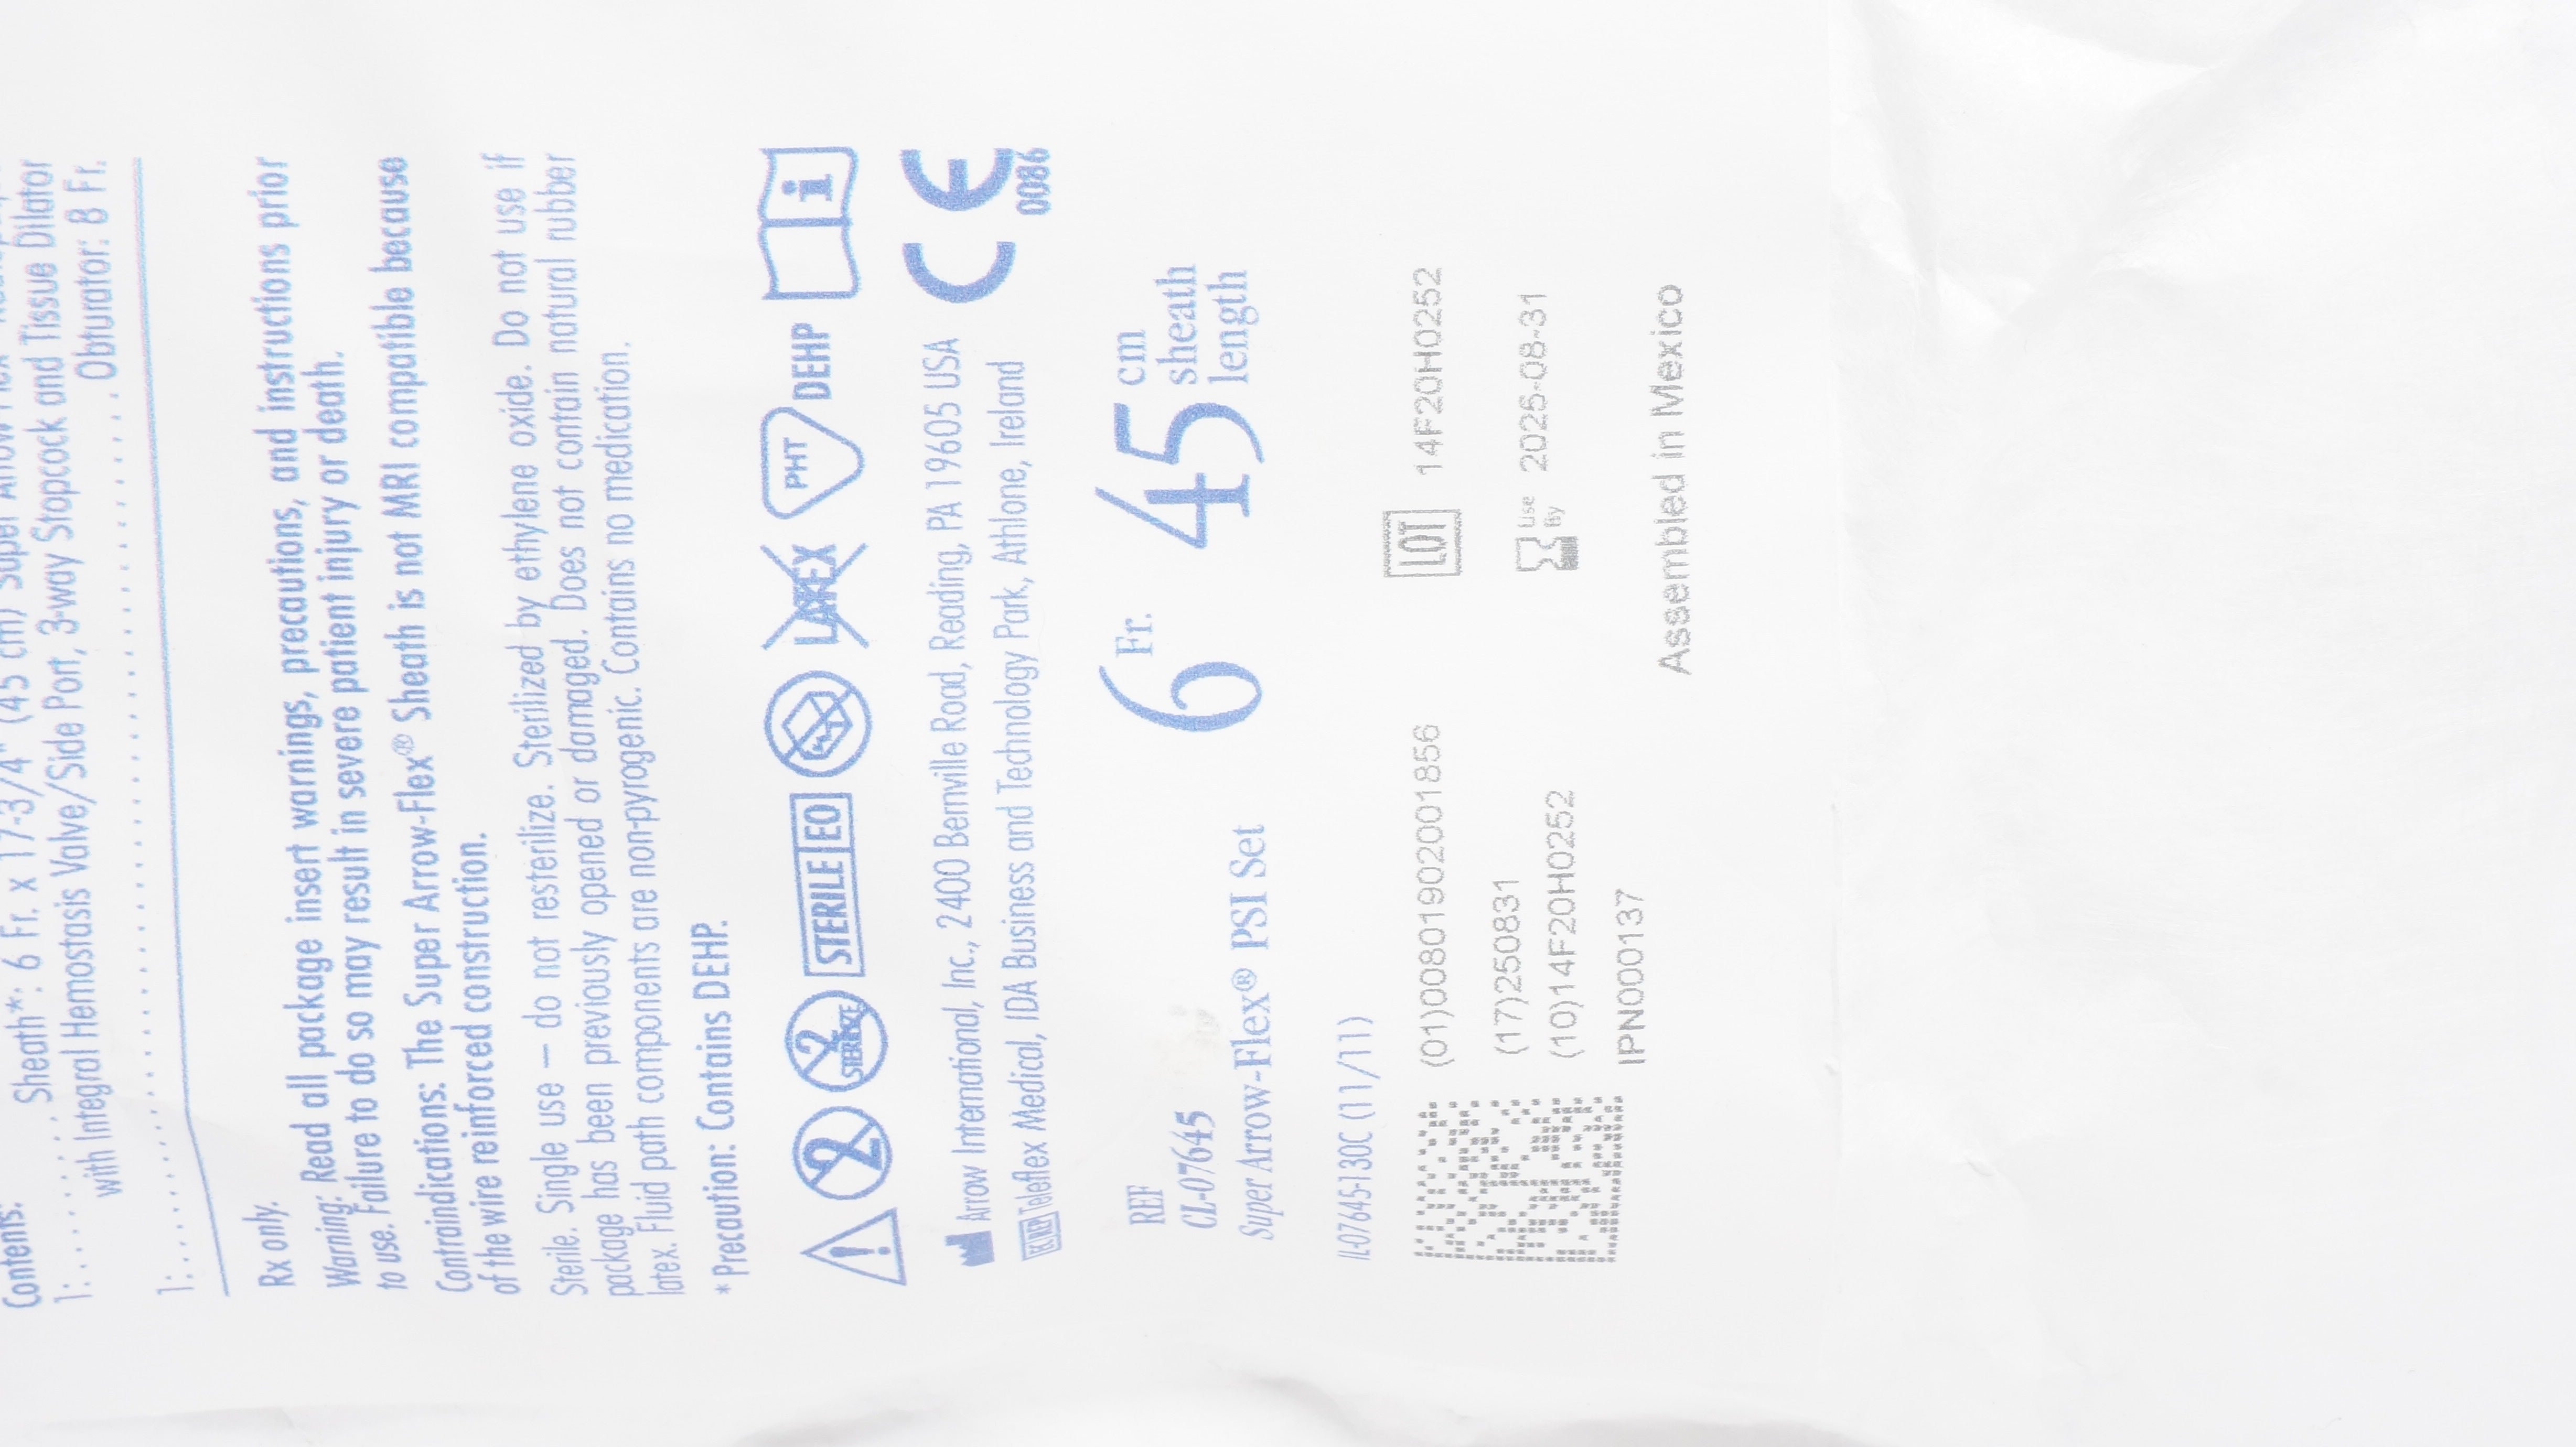 Contents:
1: Sheath*: 6 Fr. x 17-3/4" (45 cm) Super
with Integral Hemostasis Valve/Side Port, 3-way Stopcock and Tissue Dilator
1: Obturator: 8 Fr.
Rx only.
Warning: Read all package insert warnings, precautions, and instructions prior
to use. Failure to do so may result in severe patient injury or death.
Contraindications: The Super Arrow-Flex® Sheath is not MRI compatible because
of the wire reinforced construction.
Sterile. Single use – do not resterilize. Sterilized by ethylene oxide. Do not use if
package has been previously opened or damaged. Does not contain natural rubber
latex. Fluid path components are non-pyrogenic. Contains no medication.
*Precaution: Contains DEHP.
2 2 STERILIZE STERILE EO LATEX PHT DEHP i
Arrow International, Inc., 2400 Bernville Road, Reading, PA 19605 USA
EC REP Teleflex Medical, IDA Business and Technology Park, Athlone, Ireland
CE
0086
REF
CL-07645
Super Arrow-Flex® PSI Set
6 Fr. 45 cm
sheath
length
IL-07645-130C (11/11)
(01)00801902001856
(17)250831
(10)14F20H0252
IPN000137
LOT 14F20H0252
Use
By 2025-08-31
Assembled in Mexico